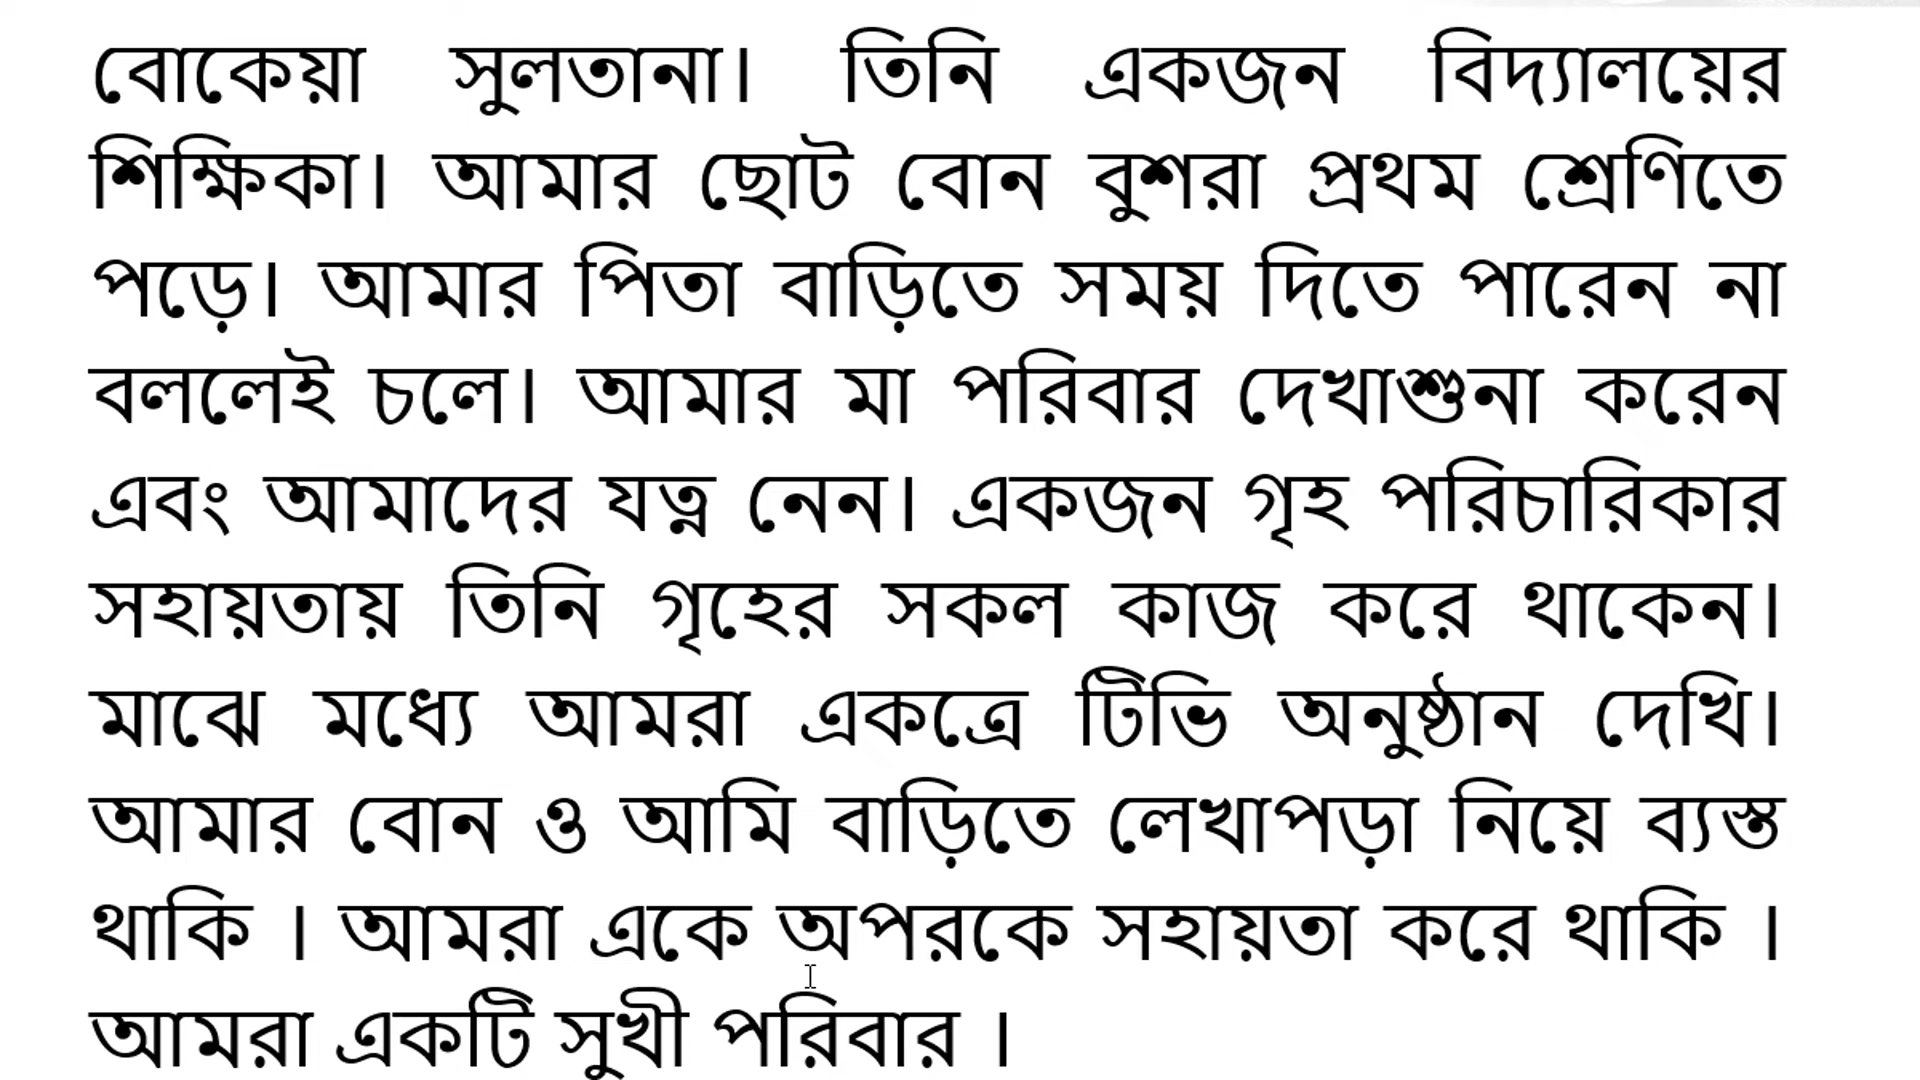 বোকেয়া সুলতানা। তিনি একজন বিদ্যালয়ের
শিক্ষিকা। আমার ছোট বোন বুশরা প্রথম শ্রেণিতে
পড়ে। আমার পিতা বাড়িতে সময় দিতে পারেন না
বললেই চলে। আমার মা পরিবার দেখাশুনা করেন
এবং আমাদের যত্ন নেন। একজন গৃহ পরিচারিকার
সহায়তায় তিনি গৃহের সকল কাজ করে থাকেন।
মাঝে মধ্যে আমরা একত্রে টিভি অনুষ্ঠান দেখি।
আমার বোন ও আমি বাড়িতে লেখাপড়া নিয়ে ব্যস্ত
থাকি । আমরা একে অপরকে সহায়তা করে থাকি ।
আমরা একটি সুখী পরিবার ।